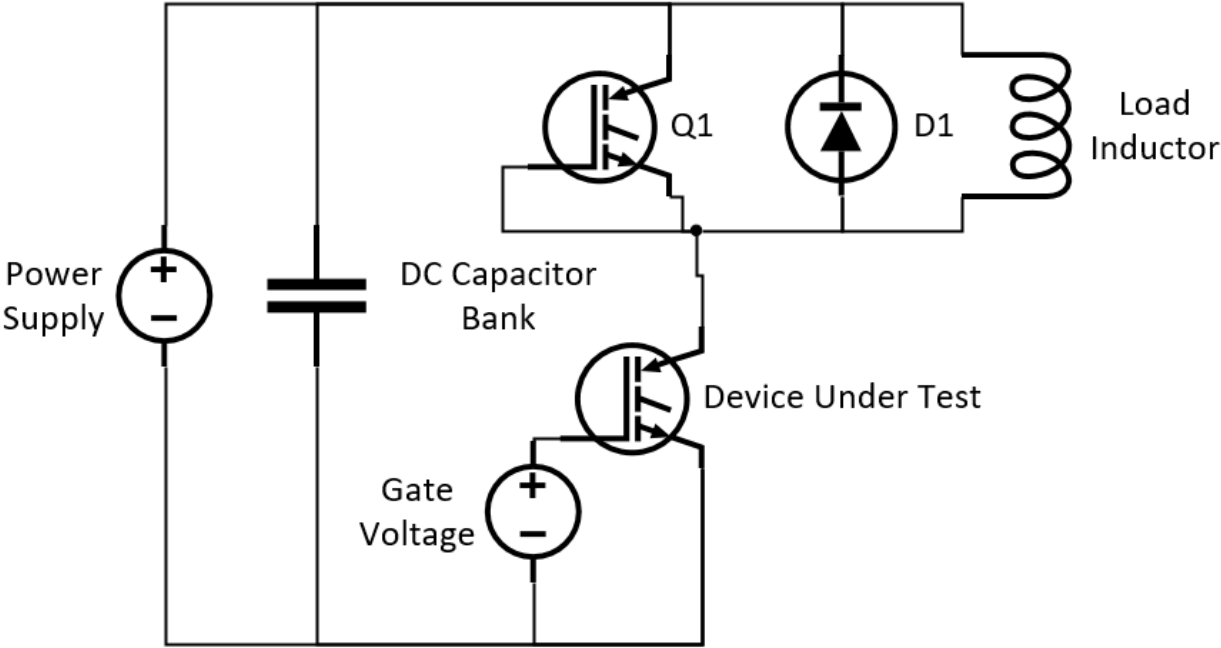 Q1
D1
Load
Inductor
Power
Supply
DC Capacitor
Bank
Device Under Test
Gate
Voltage